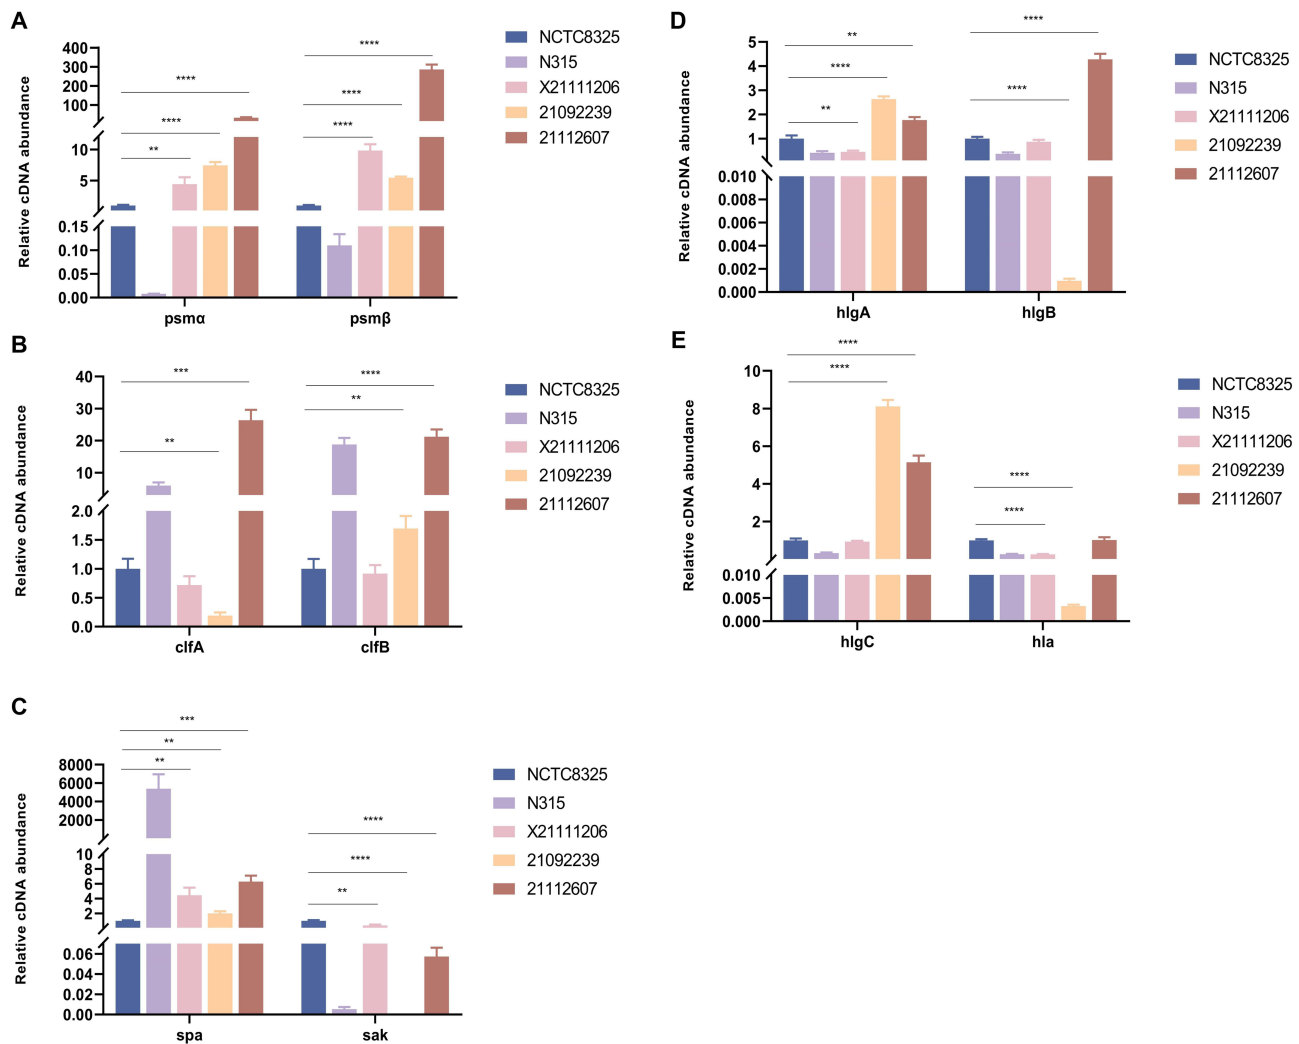 A
Relative cDNA abundance
400
300
200
100
10
5
0.15
0.10
0.05
0.00
**
****
****
****
****
****
psmα
psmβ
NCTC8325
N315
X21111206
21092239
21112607
B
Relative cDNA abundance
40
30
20
10
2.0
1.5
1.0
0.5
0.0
***
**
****
**
clfA
clfB
NCTC8325
N315
X21111206
21092239
21112607
C
Relative cDNA abundance
8000
6000
4000
2000
10
8
6
4
2
0.06
0.04
0.02
0.00
***
**
**
****
****
**
spa
sak
NCTC8325
N315
X21111206
21092239
21112607
D
Relative cDNA abundance
5
4
3
2
1
0.010
0.008
0.006
0.004
0.002
0.000
**
****
**
****
****
hlgA
hlgB
NCTC8325
N315
X21111206
21092239
21112607
E
Relative cDNA abundance
10
8
6
4
2
0.010
0.005
0.000
****
****
****
****
hlgC
hla
NCTC8325
N315
X21111206
21092239
21112607